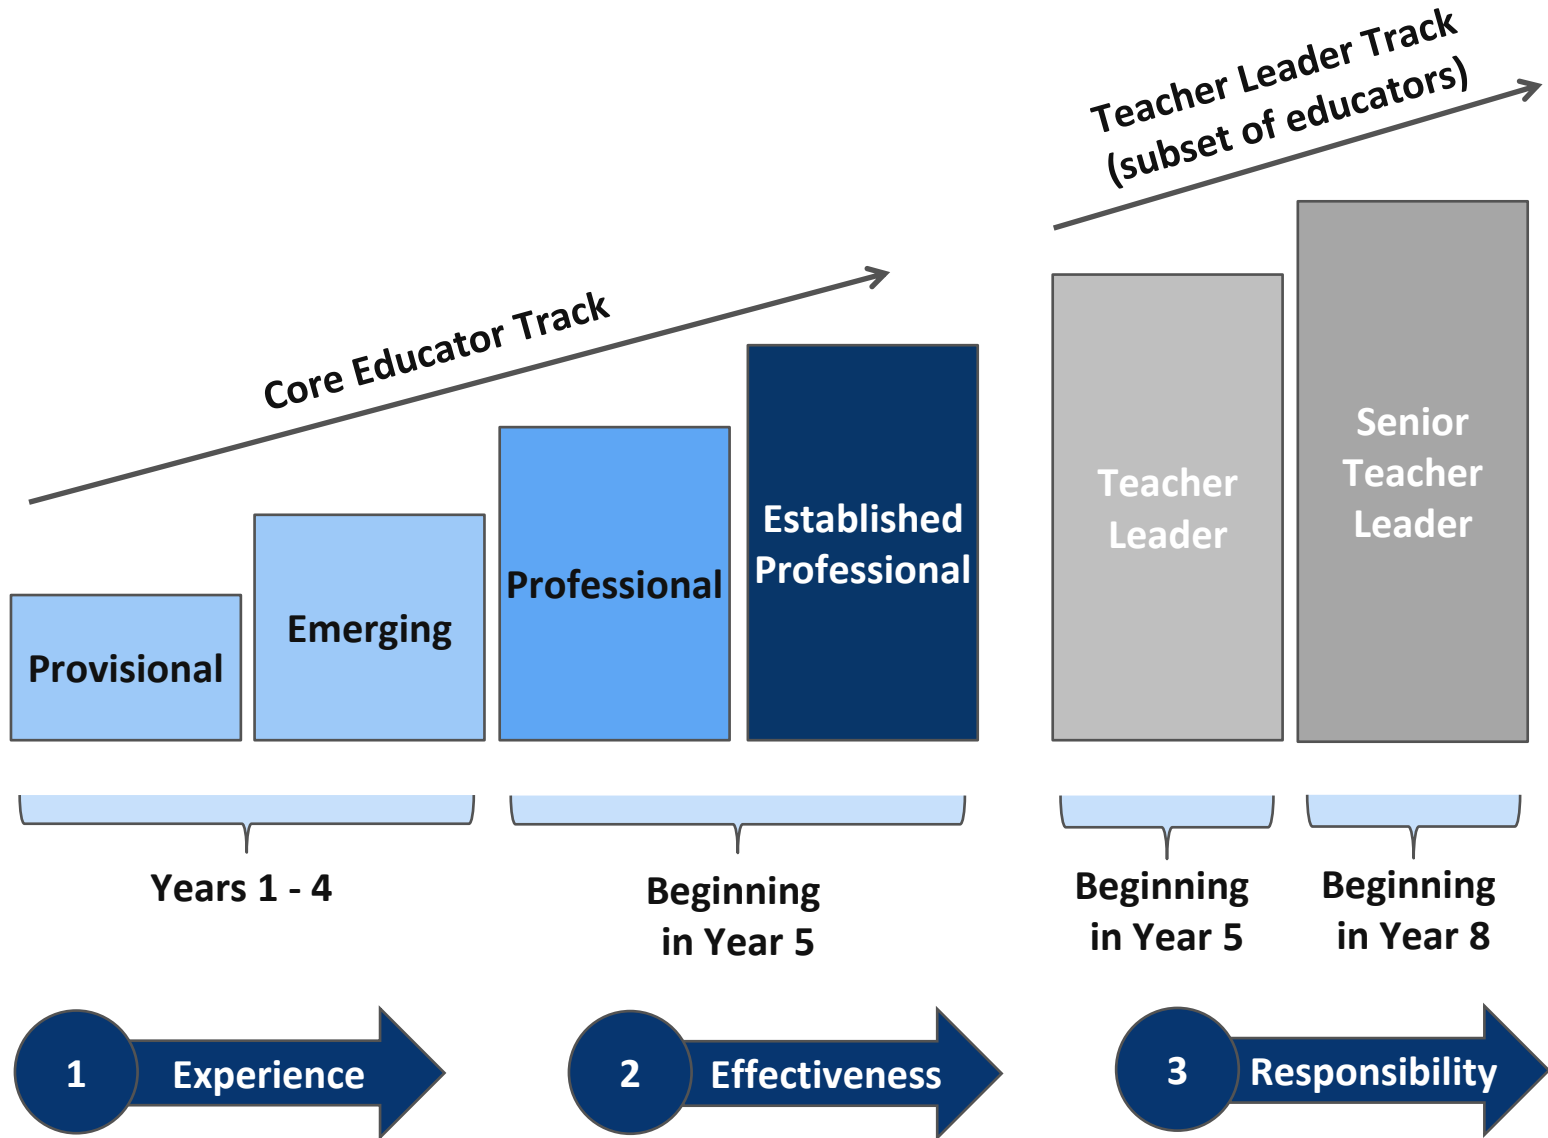 Teacher Leader Track
(subset of educators)
Core Educator Track
Provisional
Emerging
Professional
Established
Professional
Teacher
Leader
Senior
Teacher
Leader
Years 1 - 4
Beginning
in Year 5
Beginning
in Year 5
Beginning
in Year 8
1
Experience
2
Effectiveness
3
Responsibility